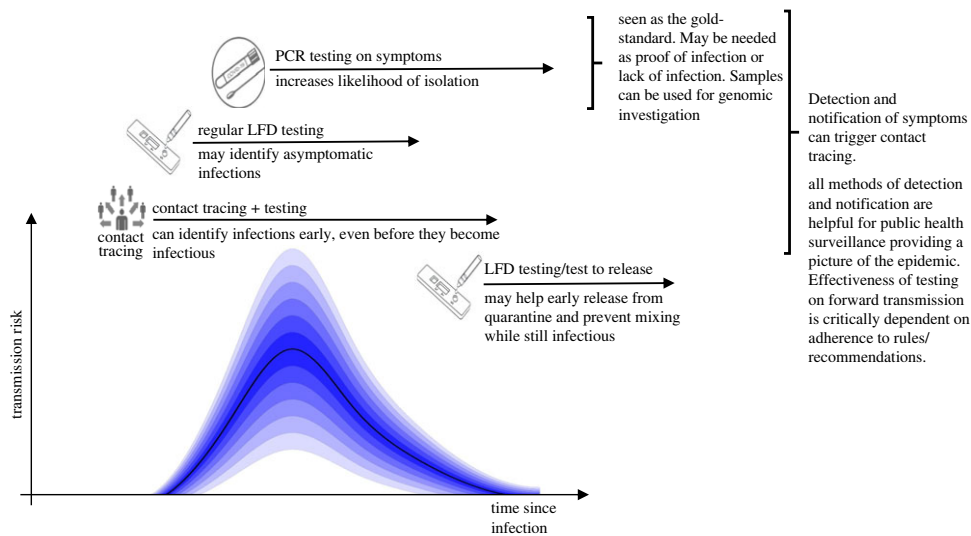 PCR testing on symptoms
increases likelihood of isolation
seen as the gold-
standard. May be needed
as proof of infection or
lack of infection. Samples
can be used for genomic
investigation
regular LFD testing
may identify asymptomatic
infections
contact
tracing
contact tracing + testing
can identify infections early, even before they become
infectious
LFD testing/test to release
may help early release from
quarantine and prevent mixing
while still infectious
Detection and
notification of symptoms
can trigger contact
tracing.
all methods of detection
and notification are
helpful for public health
surveillance providing a
picture of the epidemic.
Effectiveness of testing
on forward transmission
is critically dependent on
adherence to rules/
recommendations.
transmission risk
time since
infection